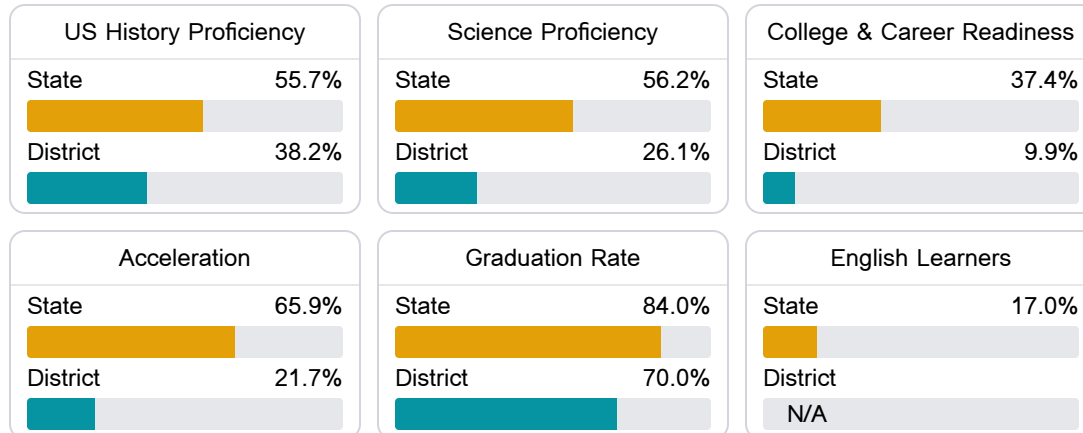 US History Proficiency
State 55.7%
District 38.2%
Science Proficiency
State 56.2%
District 26.1%
College & Career Readiness
State 37.4%
District 9.9%
Acceleration
State 65.9%
District 21.7%
Graduation Rate
State 84.0%
District 70.0%
English Learners
State 17.0%
District
N/A